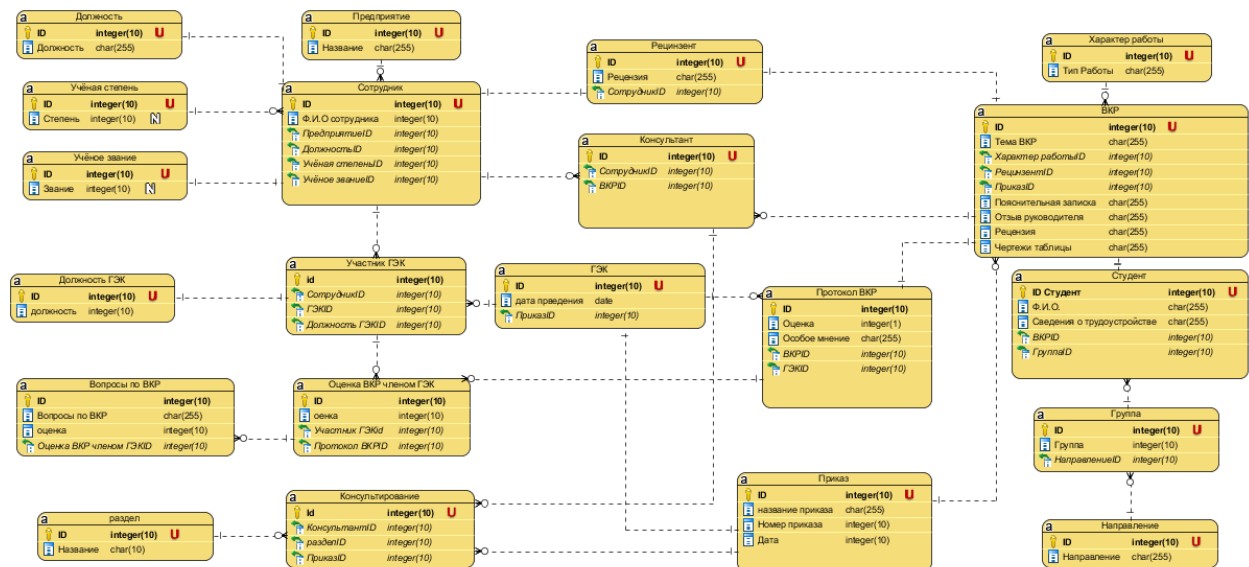 Должность
ID integer(10) U
Должность char(255)
Предприятие
ID integer(10) U
Название char(255)
Рецинзент
ID integer(10) U
Рецензия char(255)
СотрудникID integer(10)
Характер работы
ID integer(10) U
Тип Работы char(255)
Учёная степень
ID integer(10) U
Степень integer(10) N
Сотрудник
ID integer(10) U
Ф.И.О сотрудника integer(10)
ПредприятиеID integer(10)
ДолжностьID integer(10)
Учёная степеньID integer(10)
Учёное званиеID integer(10)
ВКР
ID integer(10) U
Тема ВКР char(255)
Характер работыID integer(10)
РецинзентID integer(10)
ПриказID integer(10)
Пояснительная записка char(255)
Отзыв руководителя char(255)
Рецензия char(255)
Чертежи таблицы char(255)
Учёное звание
ID integer(10) U
Звание integer(10) N
Консультант
ID integer(10) U
СотрудникID integer(10)
ВКРID integer(10)
Должность ГЭК
ID integer(10) U
должность integer(10)
Участник ГЭК
id integer(10)
СотрудникID integer(10)
ГЭКID integer(10)
Должность ГЭКID integer(10)
ГЭК
ID integer(10) U
дата прведения date
ПриказID integer(10)
Протокол ВКР
ID integer(10)
Оценка integer(1)
Особое мнение char(255)
ВКРID integer(10)
ГЭКID integer(10)
Студент
ID Студент integer(10) U
Ф.И.О. char(255)
Сведения о трудоустройстве char(255)
ВКРID integer(10)
ГруппаID integer(10)
Вопросы по ВКР
ID integer(10)
Вопросы по ВКР char(255)
оценка integer(10)
Оценка ВКР членом ГЭКID integer(10)
Оценка ВКР членом ГЭК
ID integer(10)
оенка integer(10)
Участник ГЭКid integer(10)
Протокол ВКРID integer(10)
Группа
ID integer(10) U
Группа integer(10)
НаправлениеID integer(10)
раздел
ID integer(10) U
Название char(10)
Консультирование
Id integer(10) U
КонсультантID integer(10)
разделID integer(10)
ПриказID integer(10)
Приказ
ID integer(10) U
название приказа char(255)
Номер приказа integer(10)
Дата integer(10)
Направление
ID integer(10) U
Направление char(255)